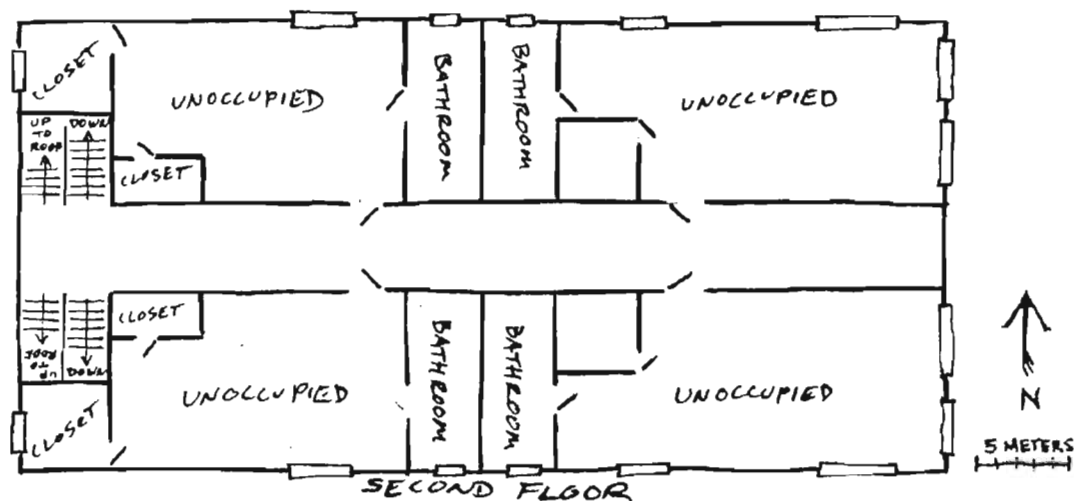 CLOSET
UNOCCUPIED
BATHROOM
BATHROOM
UNOCCUPIED
UP
TO
ROOF
DOWN
CLOSET
CLOSET
UP
TO
ROOF
DOWN
CLOSET
UNOCCUPIED
BATHROOM
BATHROOM
UNOCCUPIED
N
5 METERS
SECOND FLOOR